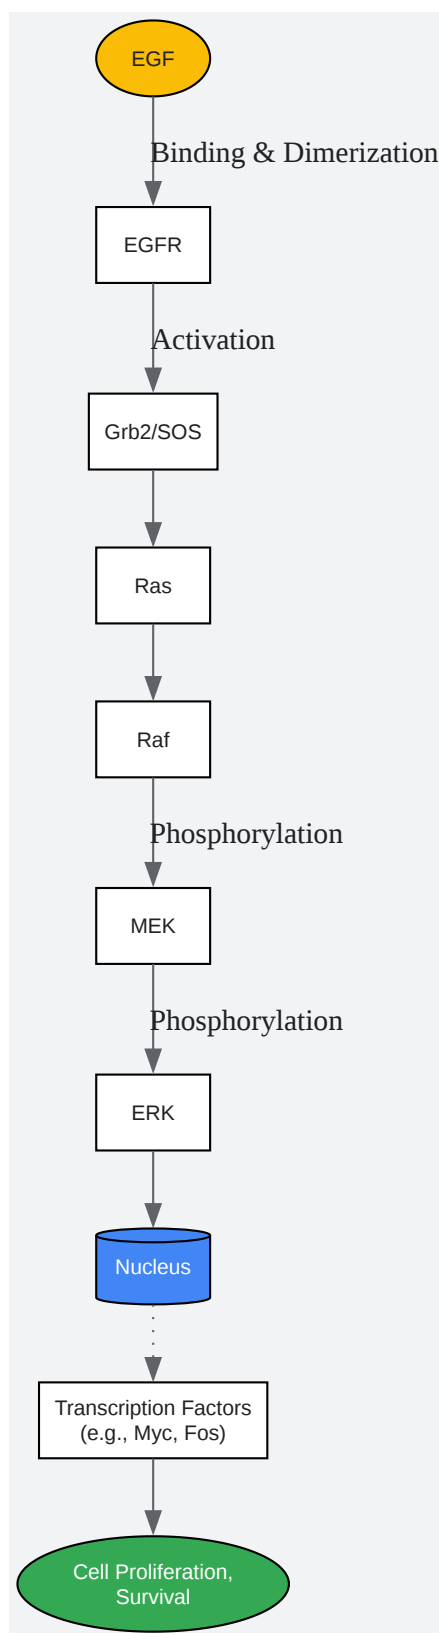 EGF
Binding & Dimerization
EGFR
Activation
Grb2/SOS
Ras
Raf
Phosphorylation
MEK
Phosphorylation
ERK
Nucleus
Transcription Factors
(e.g., Myc, Fos)
Cell Proliferation,
Survival